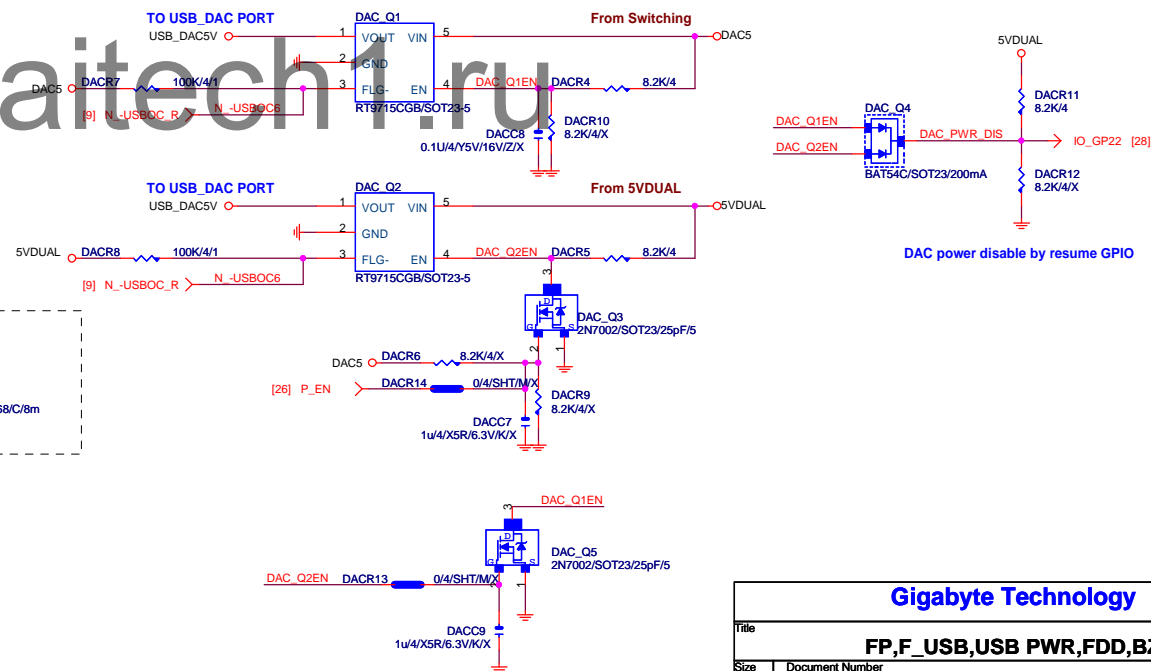 TO USB_DAC PORT
USB_DAC5V
DAC_Q1
From Switching
DAC5
1
2
3
VOUT VIN
GND
FLG- EN
5
4
RT9715CGB/SOT23-5
DAC5
DACR7
100K/4/1
[9] N_-USBOC_R
N_-USBOC6
DAC_Q1EN
DACR4
8.2K/4
DACC8
0.1U/4/Y5V/16V/Z/X
DACR10
8.2K/4/X
aitech1.ru
5VDUAL
DACR11
8.2K/4
DAC_Q1EN
DAC_Q2EN
DAC_Q4
BAT54C/SOT23/200mA
DAC_PWR_DIS
IO_GP22 [28]
DACR12
8.2K/4/X
DAC power disable by resume GPIO
TO USB_DAC PORT
USB_DAC5V
DAC_Q2
From 5VDUAL
5VDUAL
1
2
3
VOUT VIN
GND
FLG- EN
5
4
RT9715CGB/SOT23-5
5VDUAL
DACR8
100K/4/1
[9] N_-USBOC_R
N_-USBOC6
DAC_Q2EN
DACR5
8.2K/4
3
D
G
S
2
1
DAC_Q3
2N7002/SOT23/25pF/5
DAC5
DACR6
8.2K/4/X
[26] P_EN
DACR14
0/4/SHT/M/X
DACR9
8.2K/4/X
DACC7
1u/4/X5R/6.3V/K/X
68/C/8m
3
DAC_Q1EN
D
G
S
1
DAC_Q5
2N7002/SOT23/25pF/5
DAC_Q2EN
DACR13
0/4/SHT/M/X
DACC9
1u/4/X5R/6.3V/K/X
Gigabyte Technology
Title
FP,F_USB,USB PWR,FDD,BZ
Size
Document Number